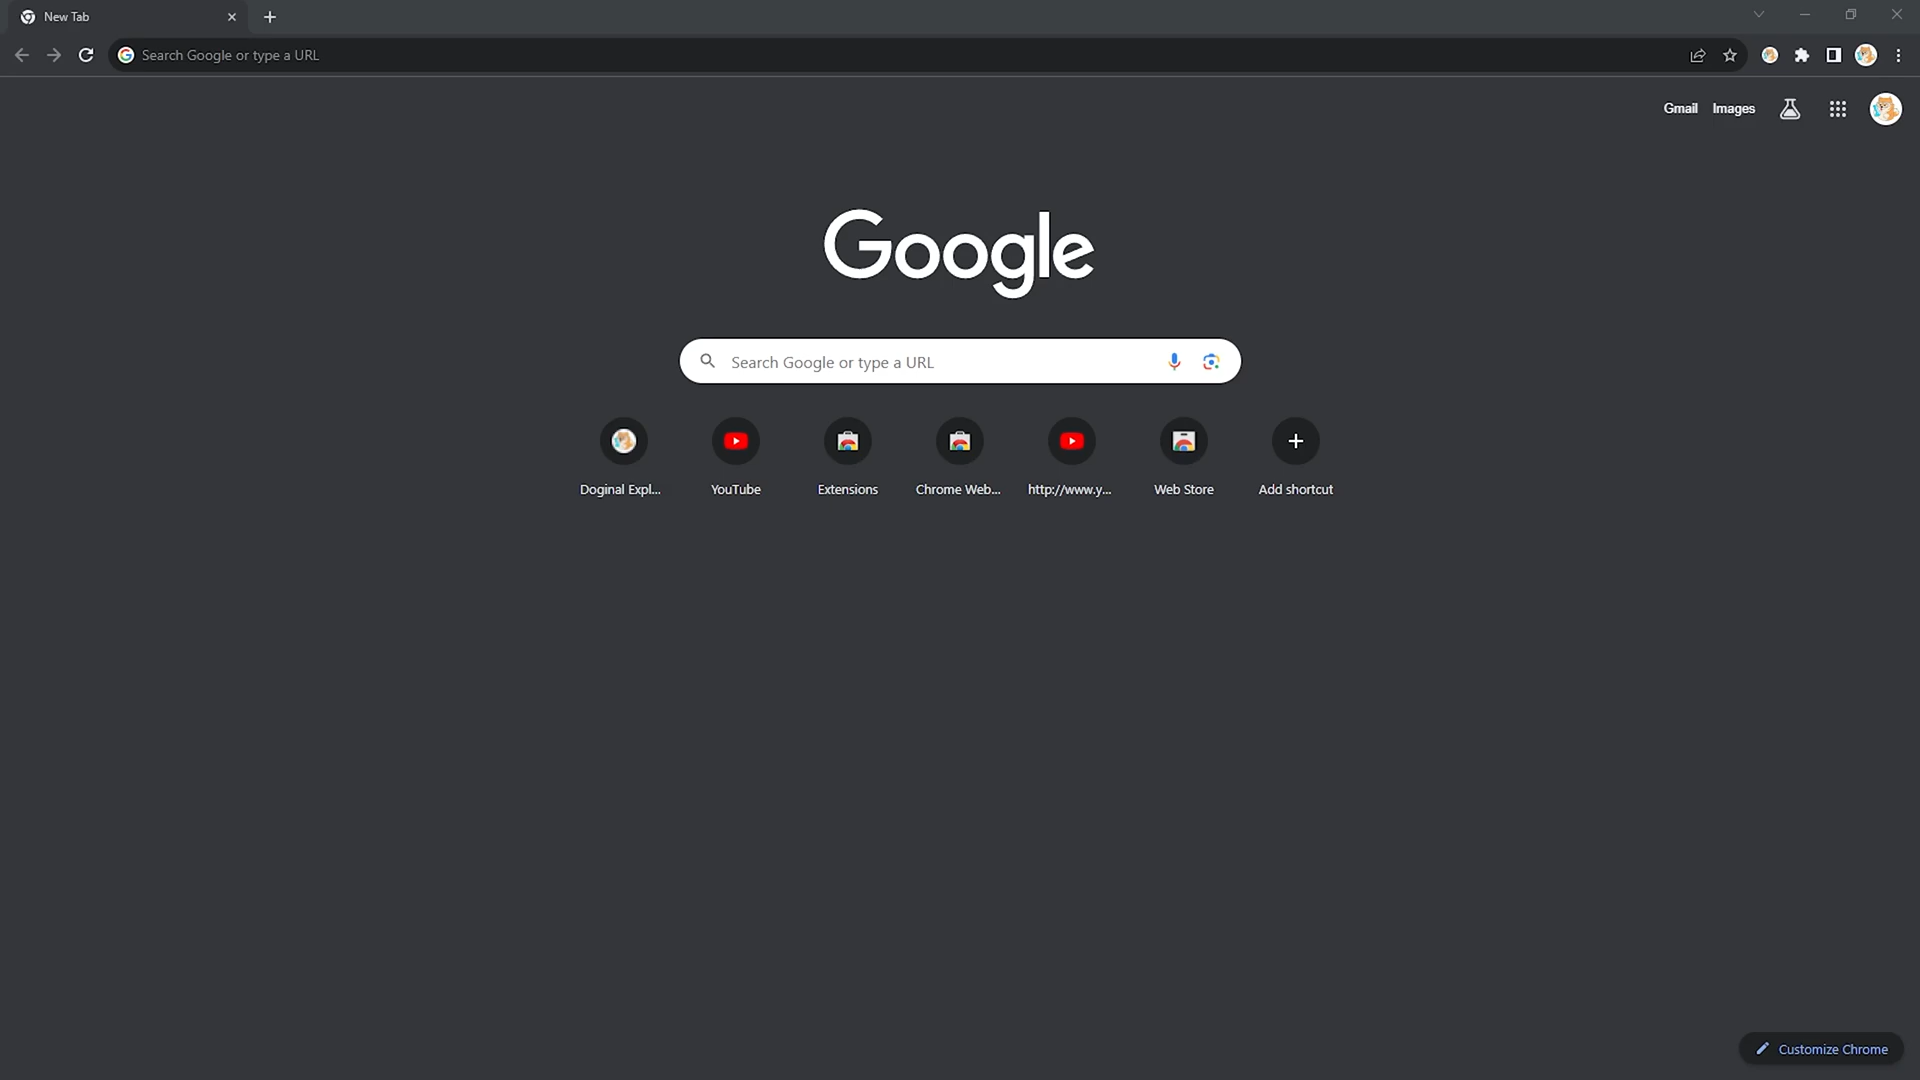 New Tab
Search Google or type a URL
Gmail Images
Google
Search Google or type a URL
Doginal Expl... YouTube Extensions Chrome Web... http://www.y... Web Store Add shortcut
Customize Chrome